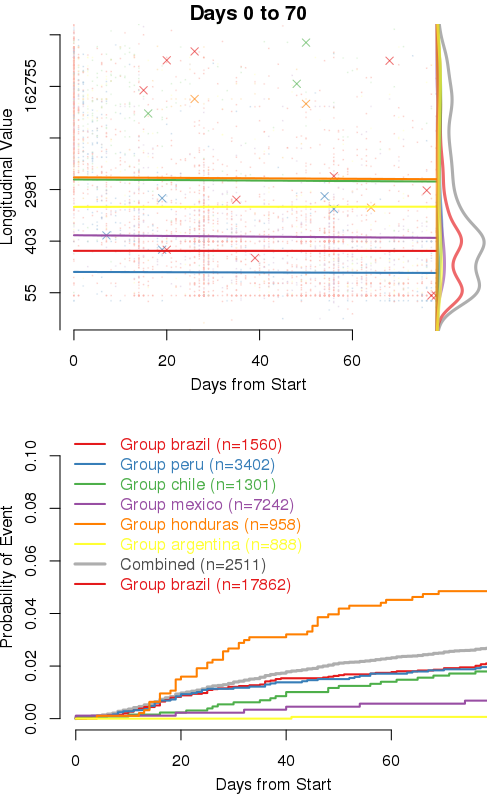 Days 0 to 70
Longitudinal Value
162755
2981
403
55
0
20
40
60
Days from Start
Probability of Event
0.10
0.08
0.06
0.04
0.02
0.00
Group brazil (n=1560)
Group peru (n=3402)
Group chile (n=1301)
Group mexico (n=7242)
Group honduras (n=958)
Group argentina (n=888)
Combined (n=2511)
Group brazil (n=17862)
0
20
40
60
Days from Start